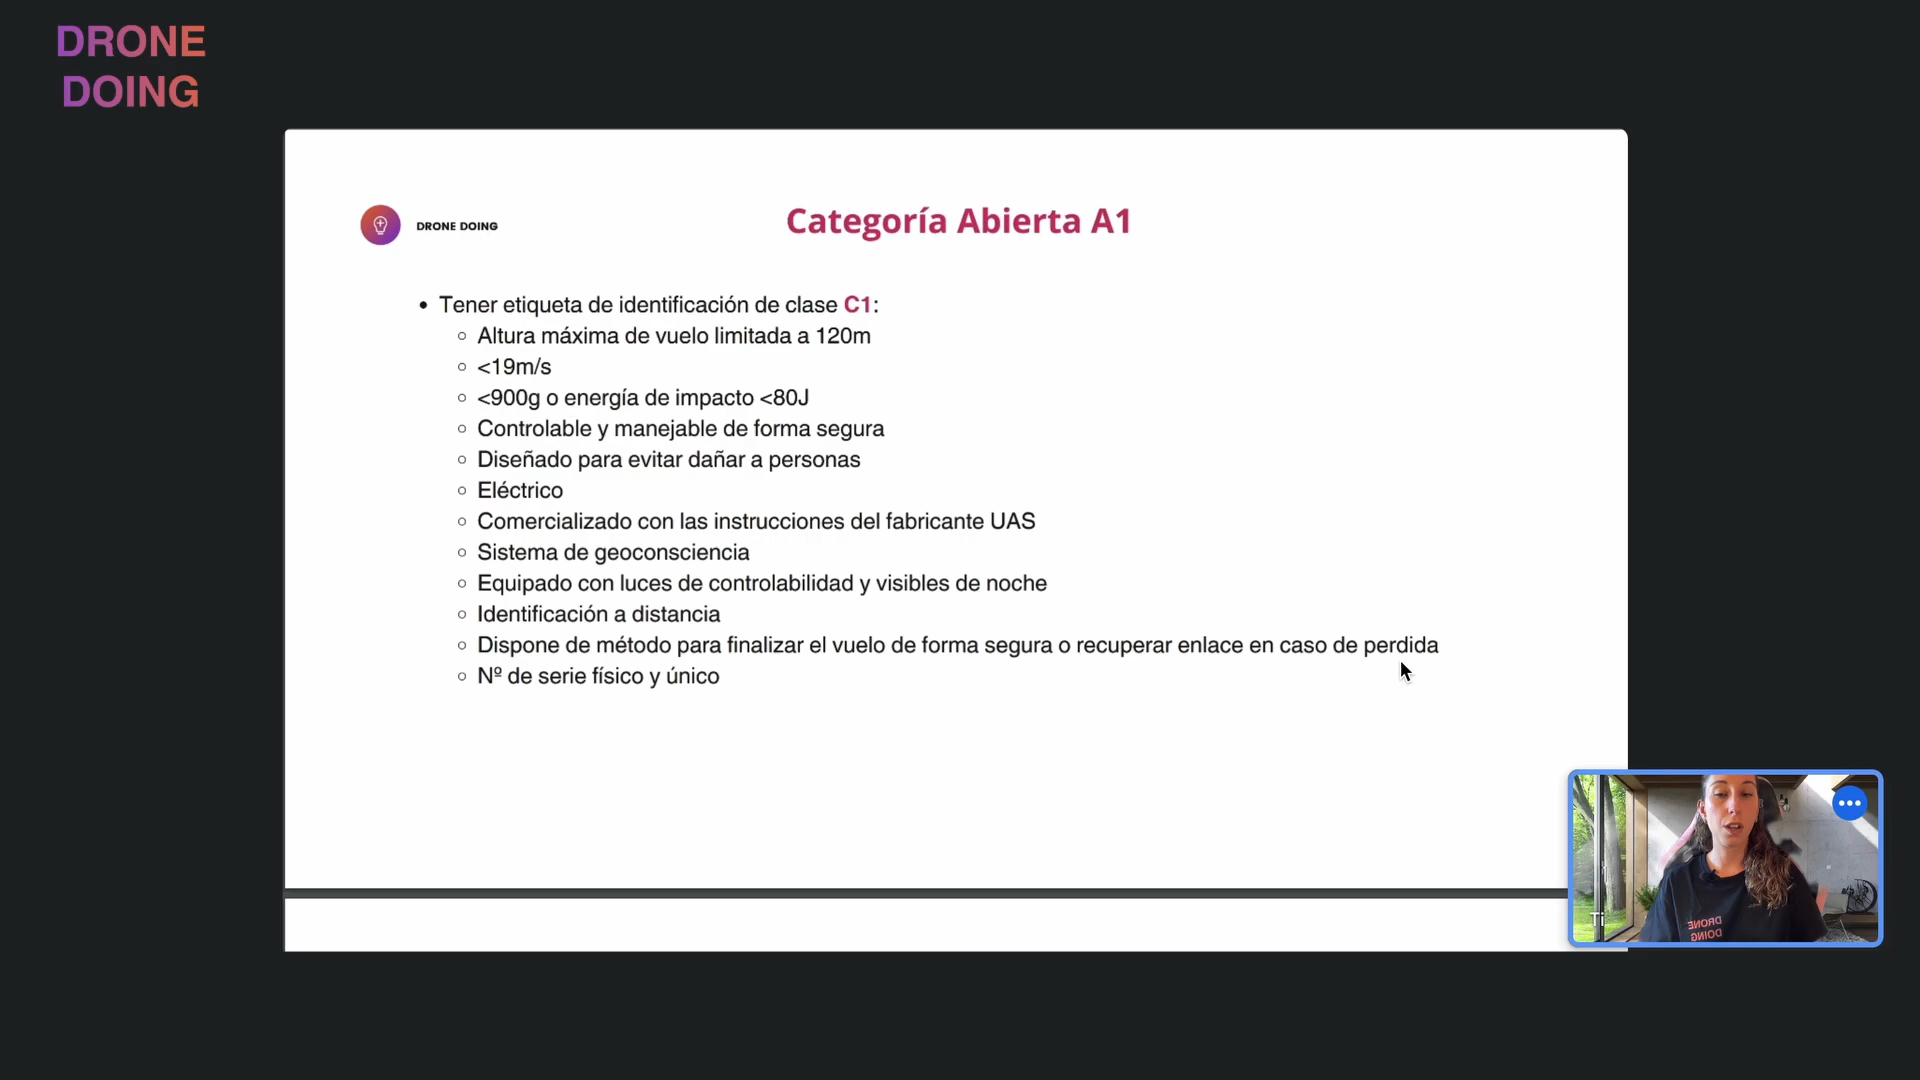 DRONE
DOING
DRONE DOING
Categoría Abierta A1
• Tener etiqueta de identificación de clase C1:
◦ Altura máxima de vuelo limitada a 120m
◦ <19m/s
◦ <900g o energía de impacto <80J
◦ Controlable y manejable de forma segura
◦ Diseñado para evitar dañar a personas
◦ Eléctrico
◦ Comercializado con las instrucciones del fabricante UAS
◦ Sistema de geoconsciencia
◦ Equipado con luces de controlabilidad y visibles de noche
◦ Identificación a distancia
◦ Dispone de método para finalizar el vuelo de forma segura o recuperar enlace en caso de perdida
◦ Nº de serie físico y único
Ti
DRONE
DOING